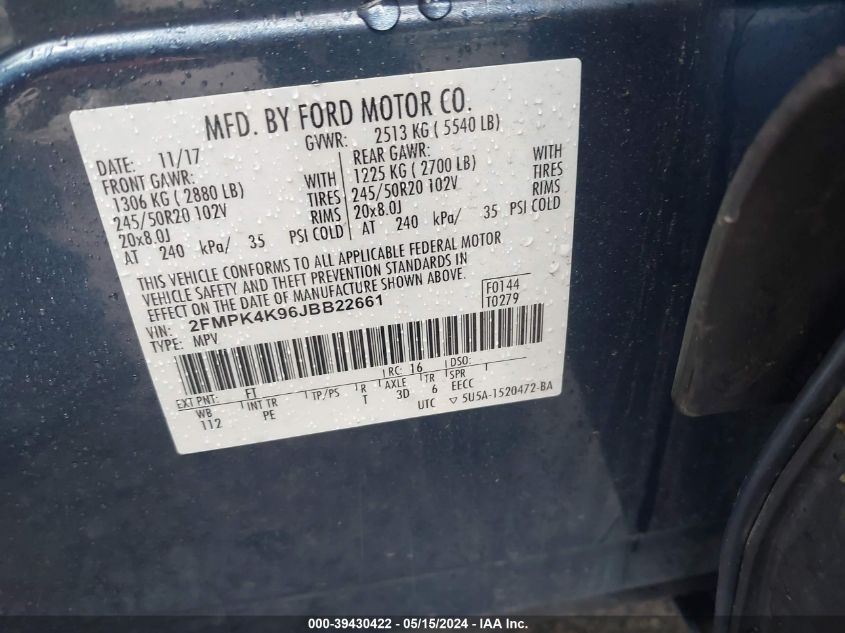 MFD. BY FORD MOTOR CO.
DATE: 11/17 GVWR: 2513 KG ( 5540 LB)
FRONT GAWR: REAR GAWR:
1306 KG ( 2880 LB) WITH 1225 KG ( 2700 LB) WITH
245/50R20 102V TIRES 245/50R20 102V TIRES
20x8.0J RIMS 20x8.0J RIMS
AT 240 kPa/ 35 PSI COLD AT 240 kPa/ 35 PSI COLD
THIS VEHICLE CONFORMS TO ALL APPLICABLE FEDERAL MOTOR
VEHICLE SAFETY AND THEFT PREVENTION STANDARDS IN
EFFECT ON THE DATE OF MANUFACTURE SHOWN ABOVE.
F0144
T0279
VIN: 2FMPK4K96JBB22661
TYPE: MPV
EXT PNT: FT RC: 16 DSO:
WB INT TR TP/PS R AXLE TR SPR
112 PE T 3D 6 EECC
UTC ▽ 5U5A-1520472-BA
000-39430422 - 05/15/2024 - COPYRIGHT IAA, LLC.